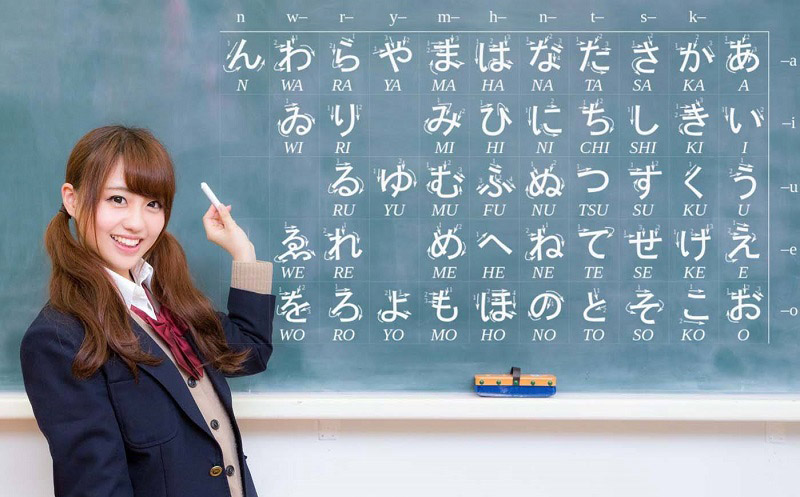 n w– r– y– m– h– n– t– s– k–
ん わ ら や ま は な た さ か あ –a
N WA RA YA MA HA NA TA SA KA A
ゐ り み ひ に ち し き い –i
WI RI MI HI NI CHI SHI KI I
る ゆ む ふ ぬ つ す く う –u
RU YU MU FU NU TSU SU KU U
ゑ れ め へ ね て せ け え –e
WE RE ME HE NE TE SE KE E
を ろ よ も ほ の と そ こ お –o
WO RO YO MO HO NO TO SO KO O